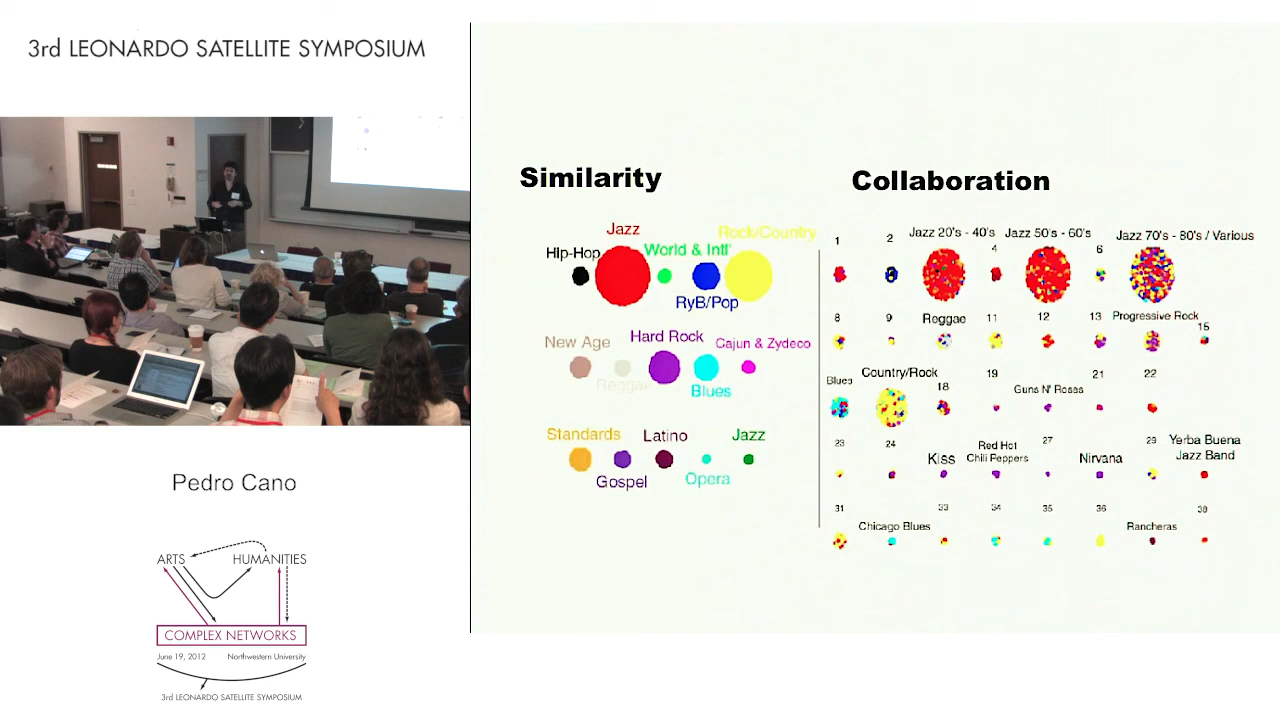 3rd LEONARDO SATELLITE SYMPOSIUM
Pedro Cano
ARTS HUMANITIES
COMPLEX NETWORKS
June 19, 2012 Northwestern University
3rd LEONARDO SATELLITE SYMPOSIUM
Similarity
Jazz Rock/Country
Hip-Hop World & Intl'
RyB/Pop
New Age Hard Rock Cajun & Zydeco
Reggae Blues
Standards Latino Jazz
Gospel Opera
Collaboration
1 2 Jazz 20's - 40's 4 Jazz 50's - 60's 6 Jazz 70's - 80's / Various
8 9 Reggae 11 12 13 Progressive Rock 15
Blues Country/Rock 18 19 Guns N' Roses 21 22
23 24 Kiss Red Hot
Chili Peppers 27 Nirvana 29 Yerba Buena
Jazz Band
31 Chicago Blues 33 34 35 36 Rancheras 38